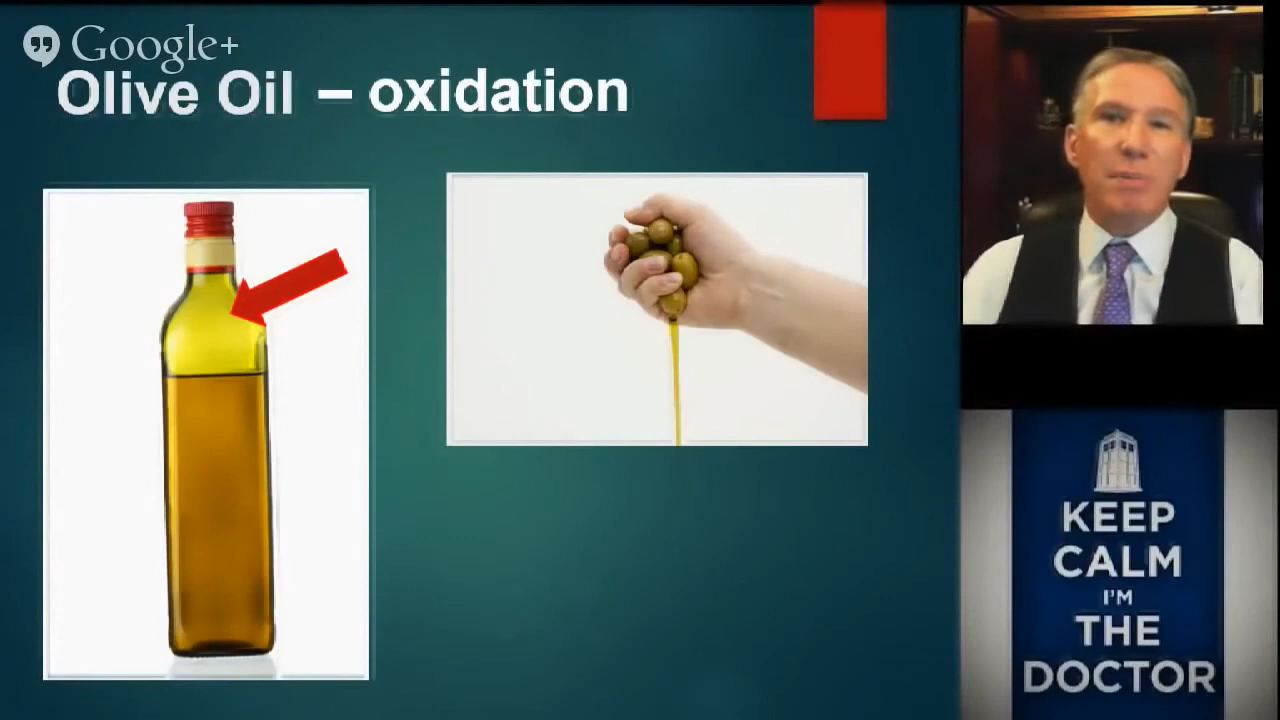 Google+
Olive Oil – oxidation
KEEP
CALM
I'M
THE
DOCTOR